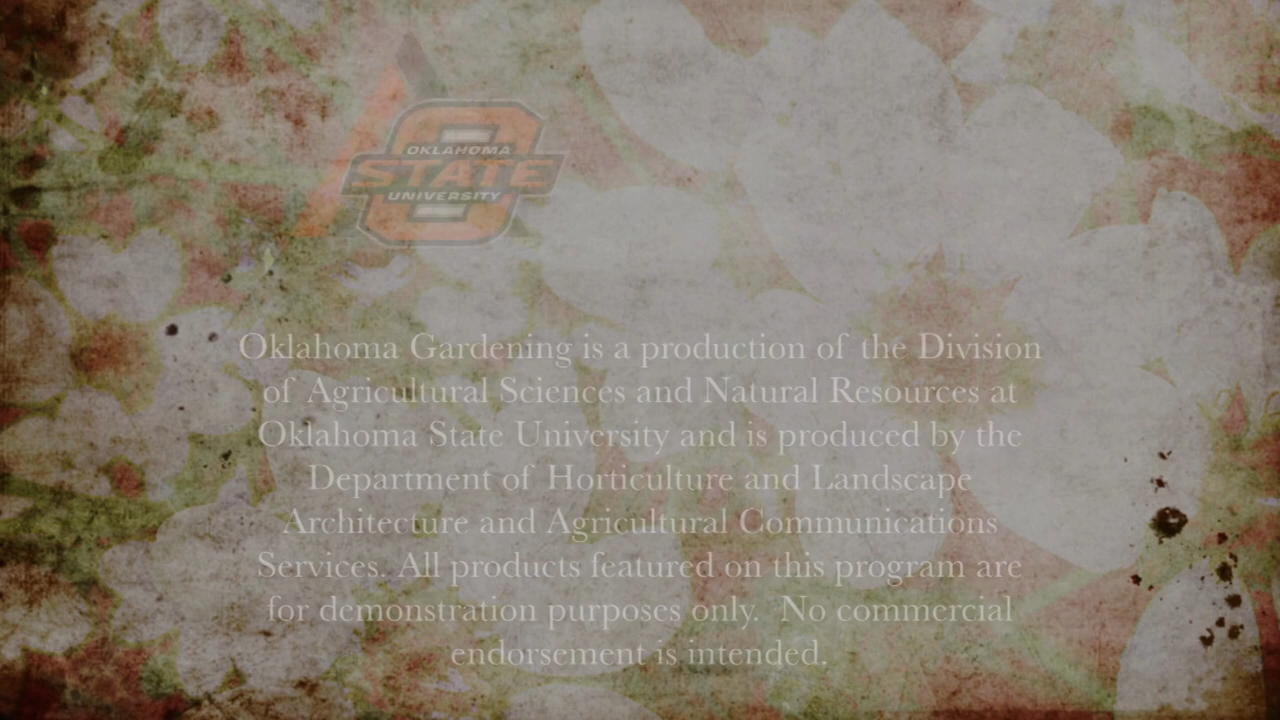 OKLAHOMA
STATE
UNIVERSITY
Oklahoma Gardening is a production of the Division
of Agricultural Sciences and Natural Resources at
Oklahoma State University and is produced by the
Department of Horticulture and Landscape
Architecture and Agricultural Communications
Services. All products featured on this program are
for demonstration purposes only.  No commercial
endorsement is intended.